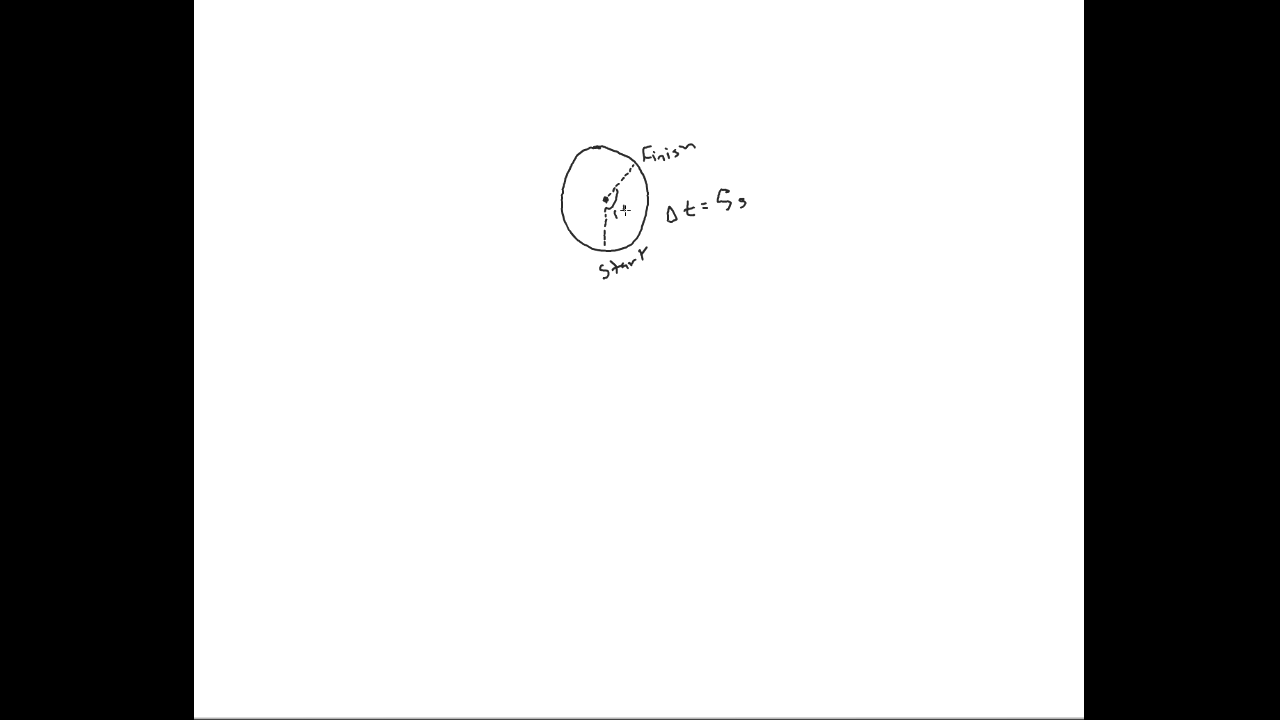 Finish
Δt = 5s
Start